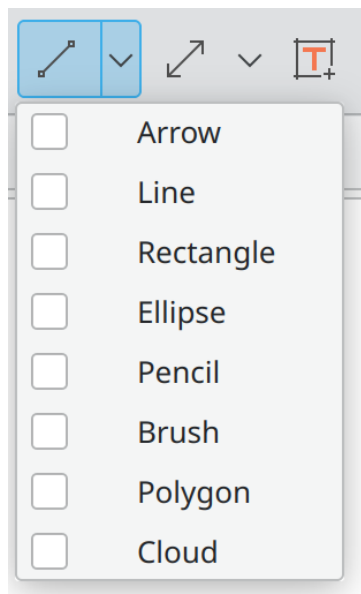 T
Arrow
Line
Rectangle
Ellipse
Pencil
Brush
Polygon
Cloud